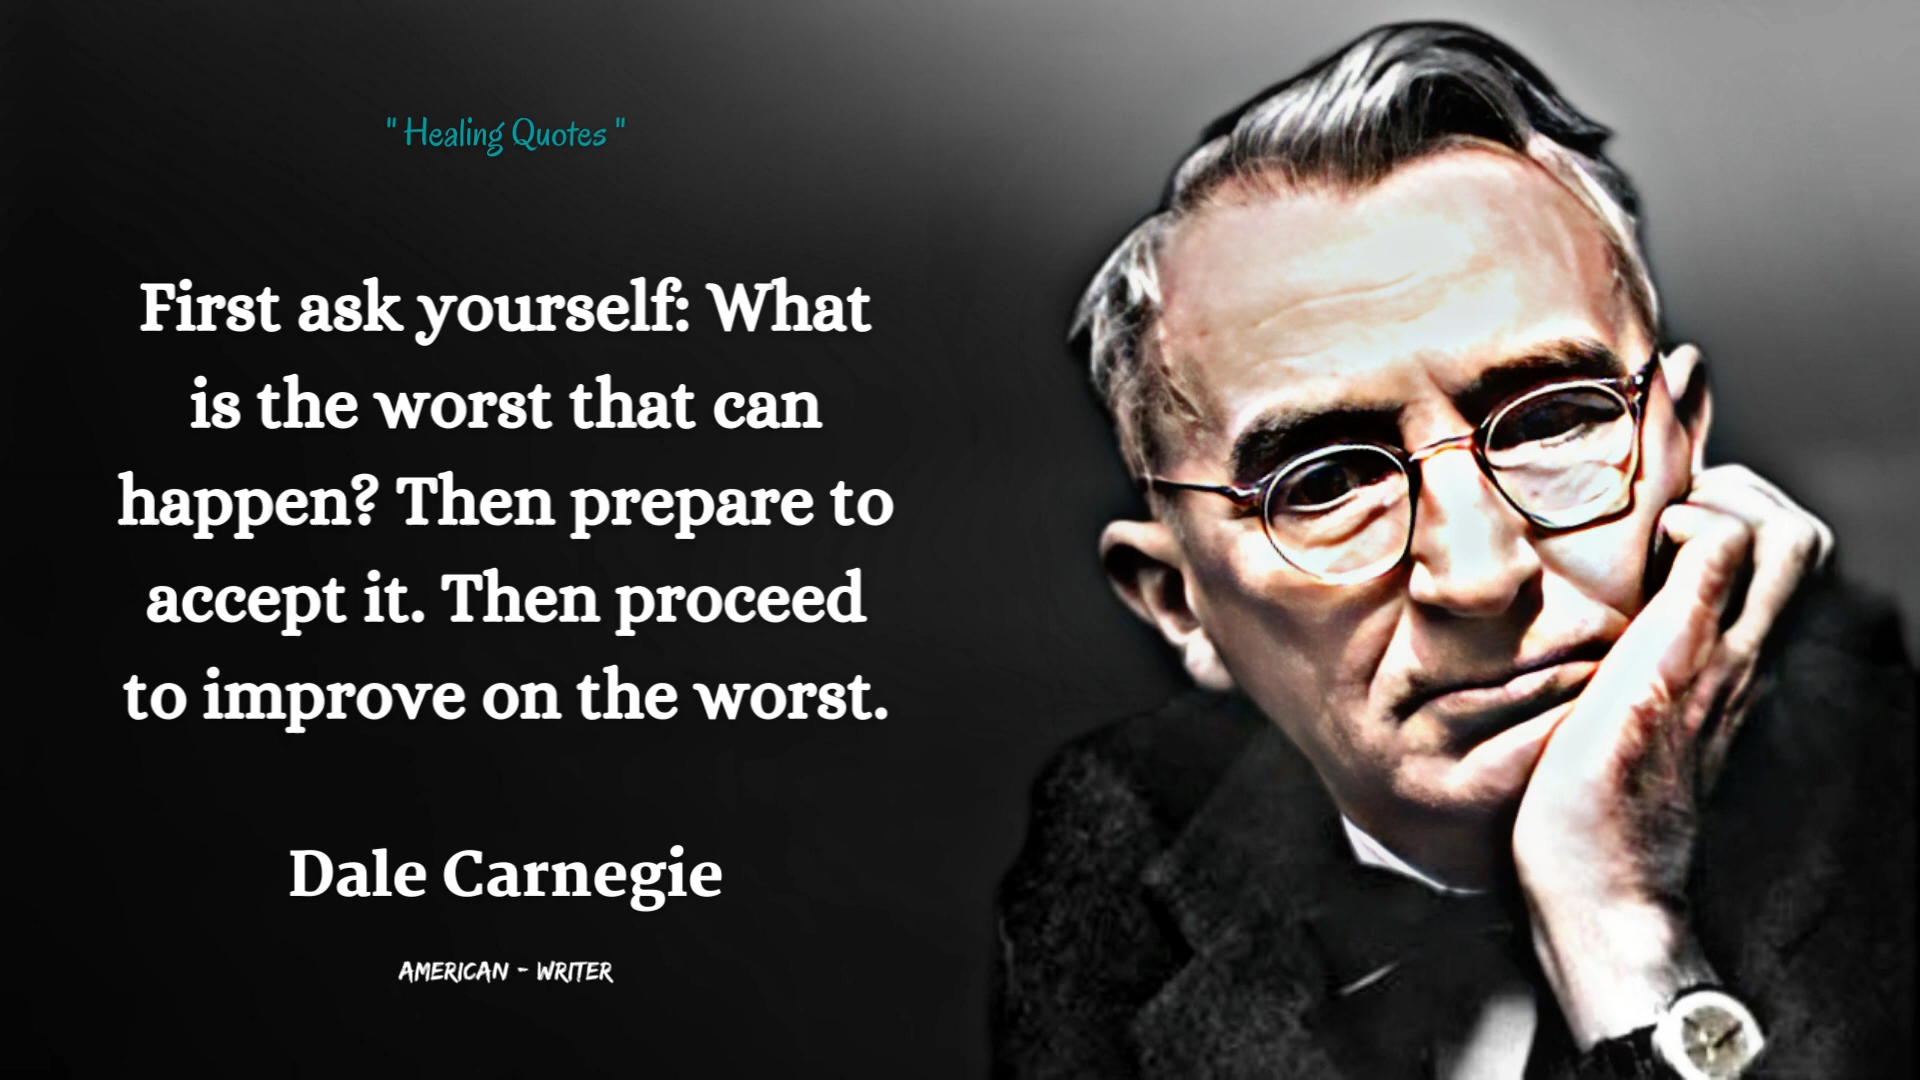 " Healing Quotes "
First ask yourself: What
is the worst that can
happen? Then prepare to
accept it. Then proceed
to improve on the worst.
Dale Carnegie
AMERICAN - WRITER